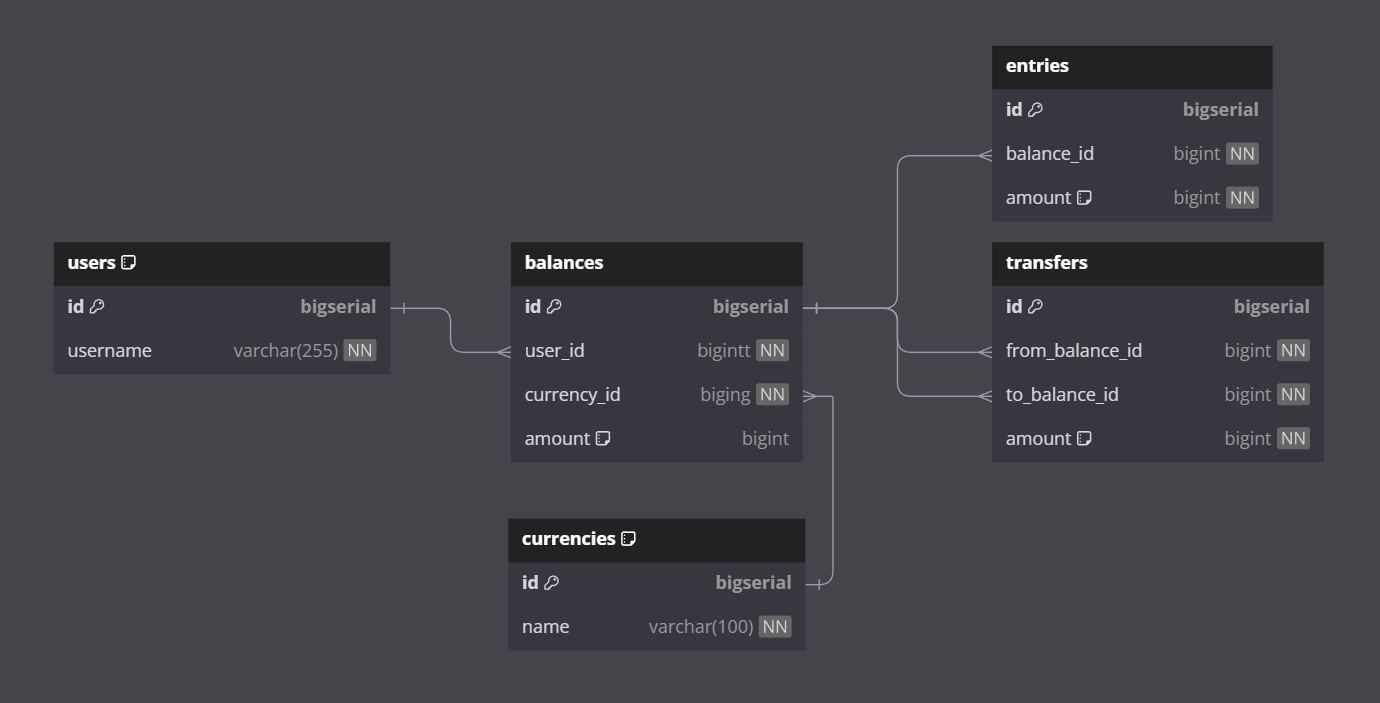 entries
id bigserial
balance_id bigint NN
amount bigint NN
users
id bigserial
username varchar(255) NN
balances
id bigserial
user_id bigintt NN
currency_id biging NN
amount bigint
transfers
id bigserial
from_balance_id bigint NN
to_balance_id bigint NN
amount bigint NN
currencies
id bigserial
name varchar(100) NN